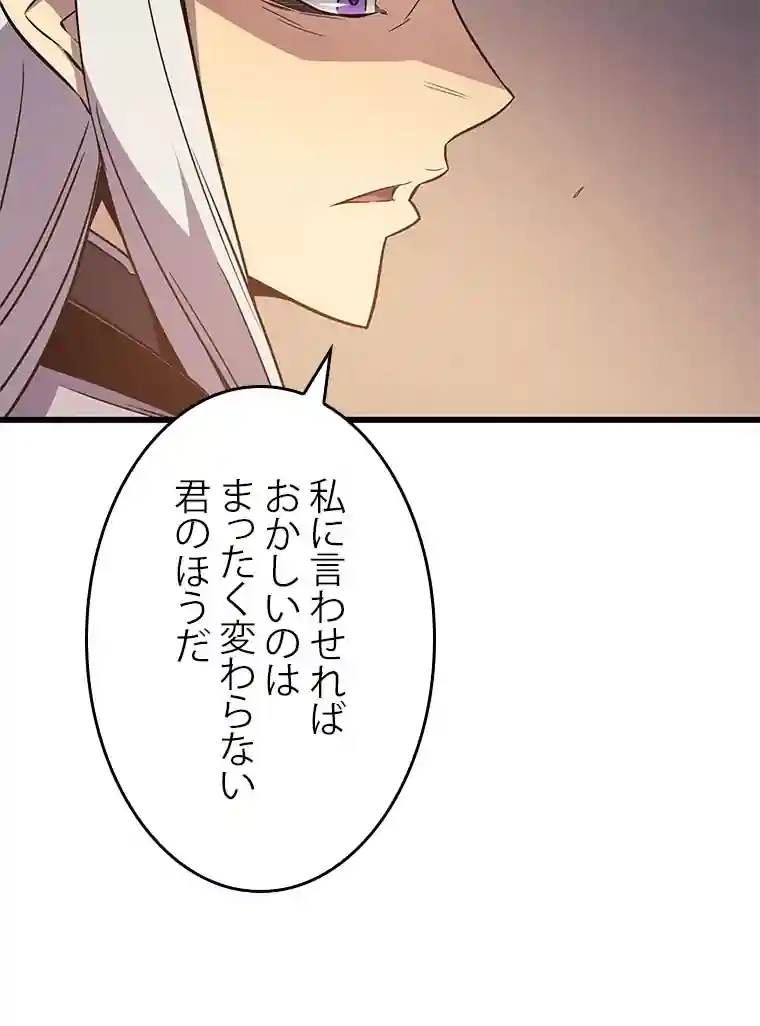 私に言わせれば
おかしいのは
まったく変わらない
君のほうだ